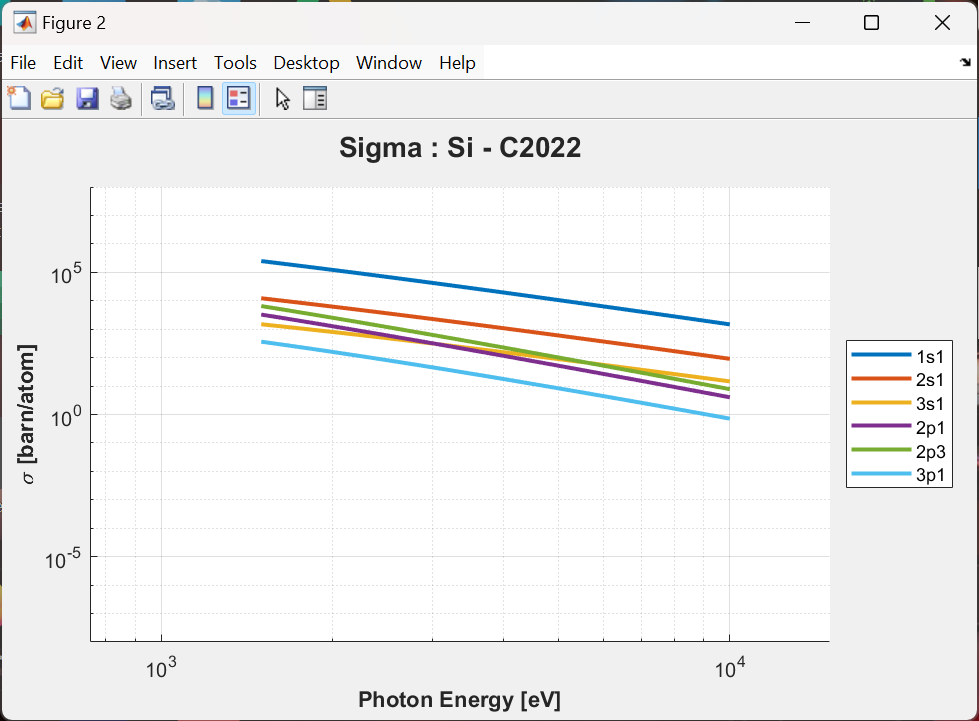 Figure 2
File Edit View Insert Tools Desktop Window Help
Sigma : Si - C2022
10^5
10^0
10^-5
σ [barn/atom]
10^3
10^4
Photon Energy [eV]
1s1
2s1
3s1
2p1
2p3
3p1